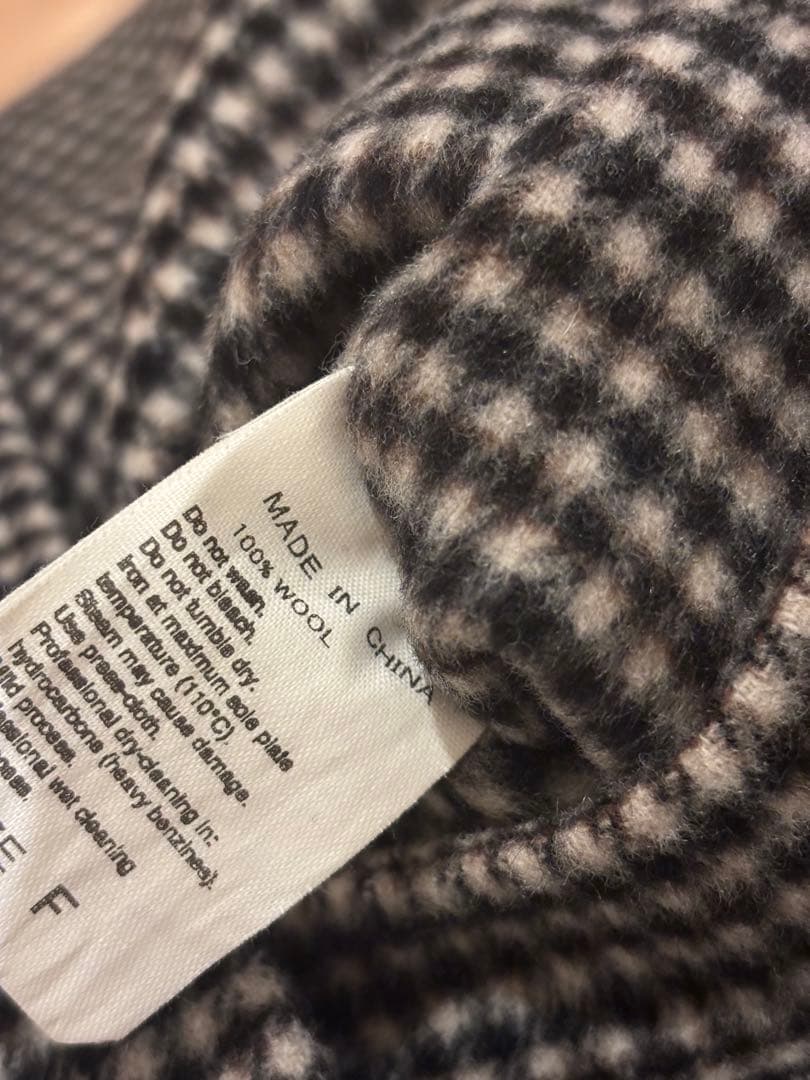 MADE IN CHINA
100% WOOL
Do not wash.
Do not bleach.
Do not tumble dry.
Iron at maximum sole plate
temperature (110°C).
Steam may cause damage.
Use press-cloth.
Professional dry-cleaning in:
hydrocarbons (heavy benzines).
process.
wet cleaning
F